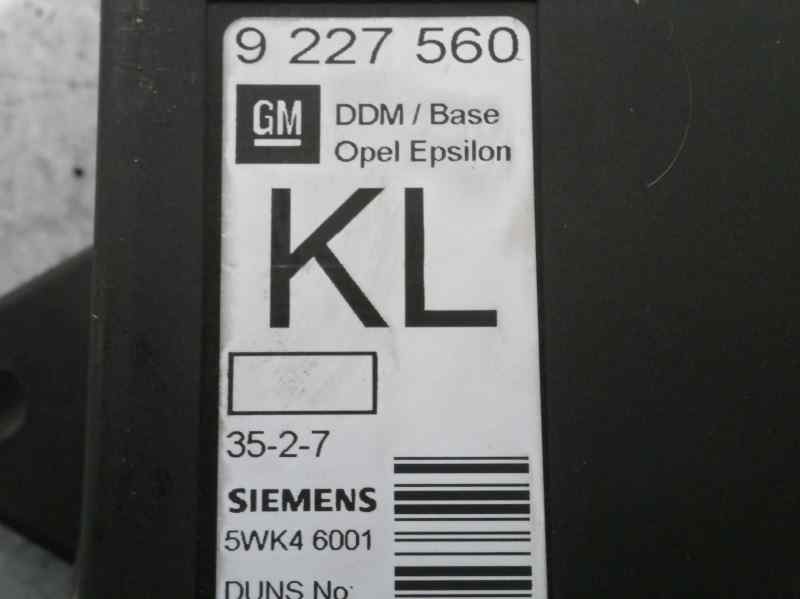 9 227 560
GM
DDM / Base
Opel Epsilon
KL
35-2-7
SIEMENS
5WK4 6001
DUNS No: